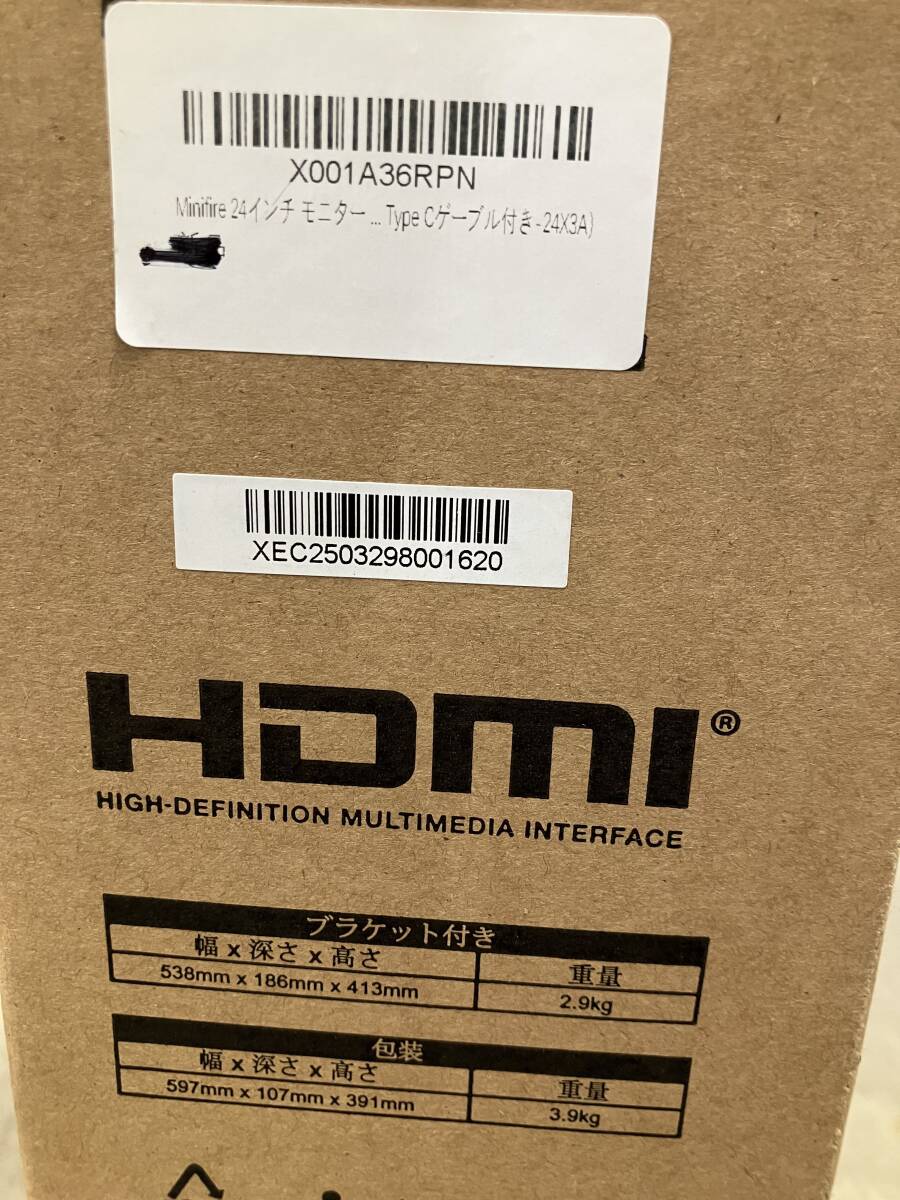 X001A36RPN
Minifire 24インチ モニター ... Type Cゲーブル付き -24X3A)
XEC2503298001620
HDMI®
HIGH-DEFINITION MULTIMEDIA INTERFACE
ブラケット付き
幅 x 深さ x 高さ 重量
538mm x 186mm x 413mm 2.9kg
包装
幅 x 深さ x 高さ 重量
597mm x 107mm x 391mm 3.9kg